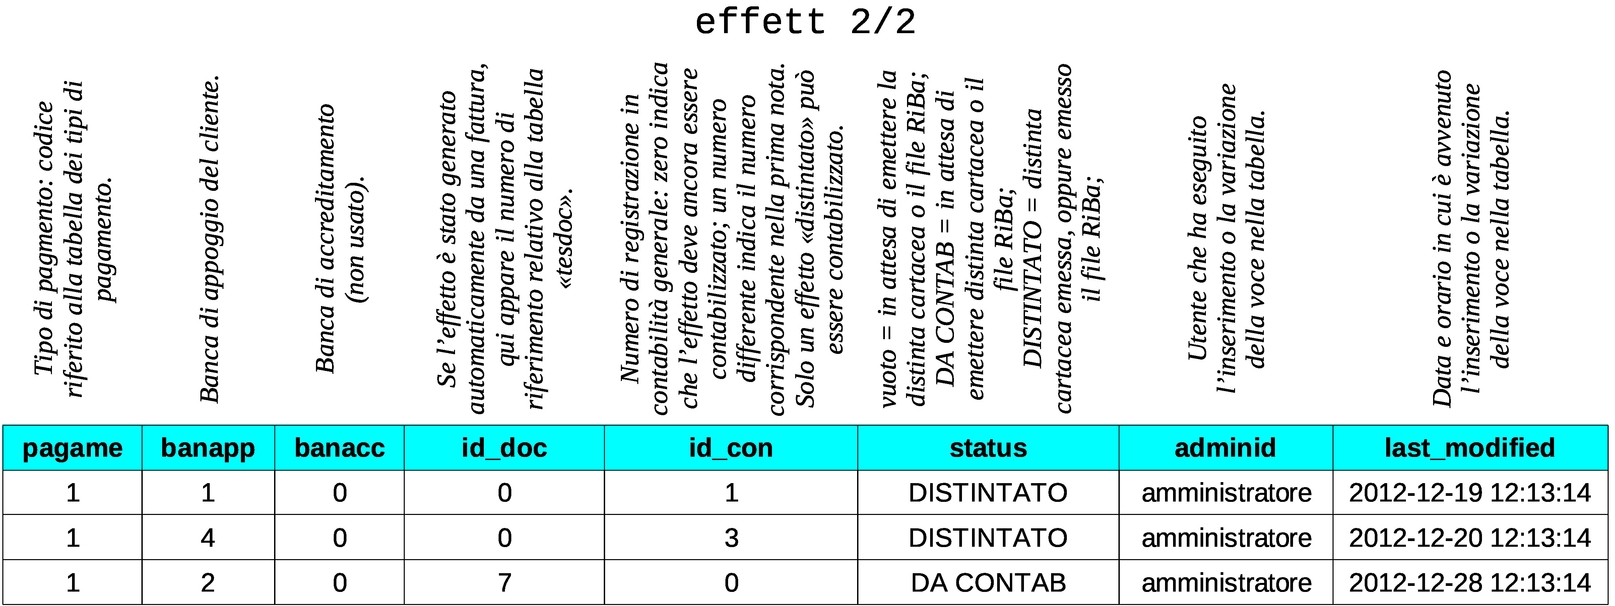 effett 2/2
Tipo di pagmento: codice
riferito alla tabella dei tipi di
pagamento.
Banca di appoggio del cliente.
Banca di accreditamento
(non usato).
Se l'effetto è stato generato
automaticamente da una fattura,
qui appare il numero di
riferimento relativo alla tabella
«tesdoc».
Numero di registrazione in
contabilità generale: zero indica
che l'effetto deve ancora essere
contabilizzato; un numero
differente indica il numero
corrispondente nella prima nota.
Solo un effetto «distintato» può
essere contabilizzato.
vuoto = in attesa di emettere la
distinta cartacea o il file RiBa;
DA CONTAB = in attesa di
emettere distinta cartacea o il
file RiBa;
DISTINTATO = distinta
cartacea emessa, oppure emesso
il file RiBa;
Utente che ha eseguito
l'inserimento o la variazione
della voce nella tabella.
Data e orario in cui è avvenuto
l'inserimento o la variazione
della voce nella tabella.
pagame banapp banacc id_doc id_con status adminid last_modified
1 1 0 0 1 DISTINTATO amministratore 2012-12-19 12:13:14
1 4 0 0 3 DISTINTATO amministratore 2012-12-20 12:13:14
1 2 0 7 0 DA CONTAB amministratore 2012-12-28 12:13:14